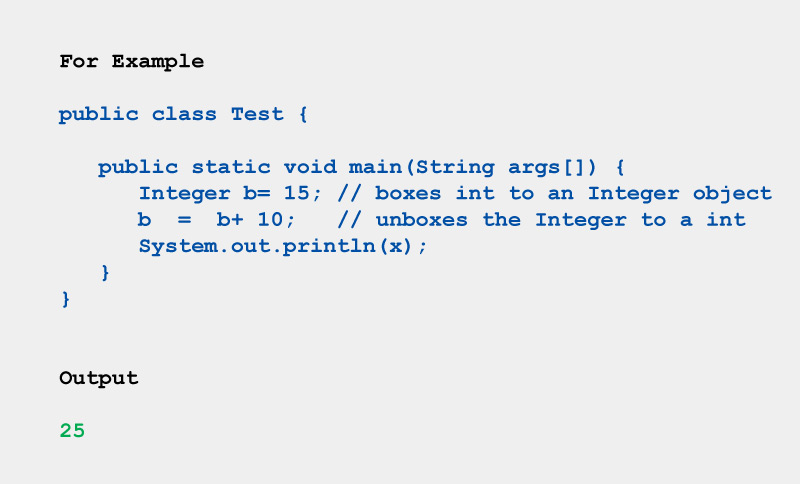 For Example
public class Test {
public static void main(String args[]) {
Integer b= 15; // boxes int to an Integer object
b  =  b+ 10;   // unboxes the Integer to a int
System.out.println(x);
}
}
Output
25